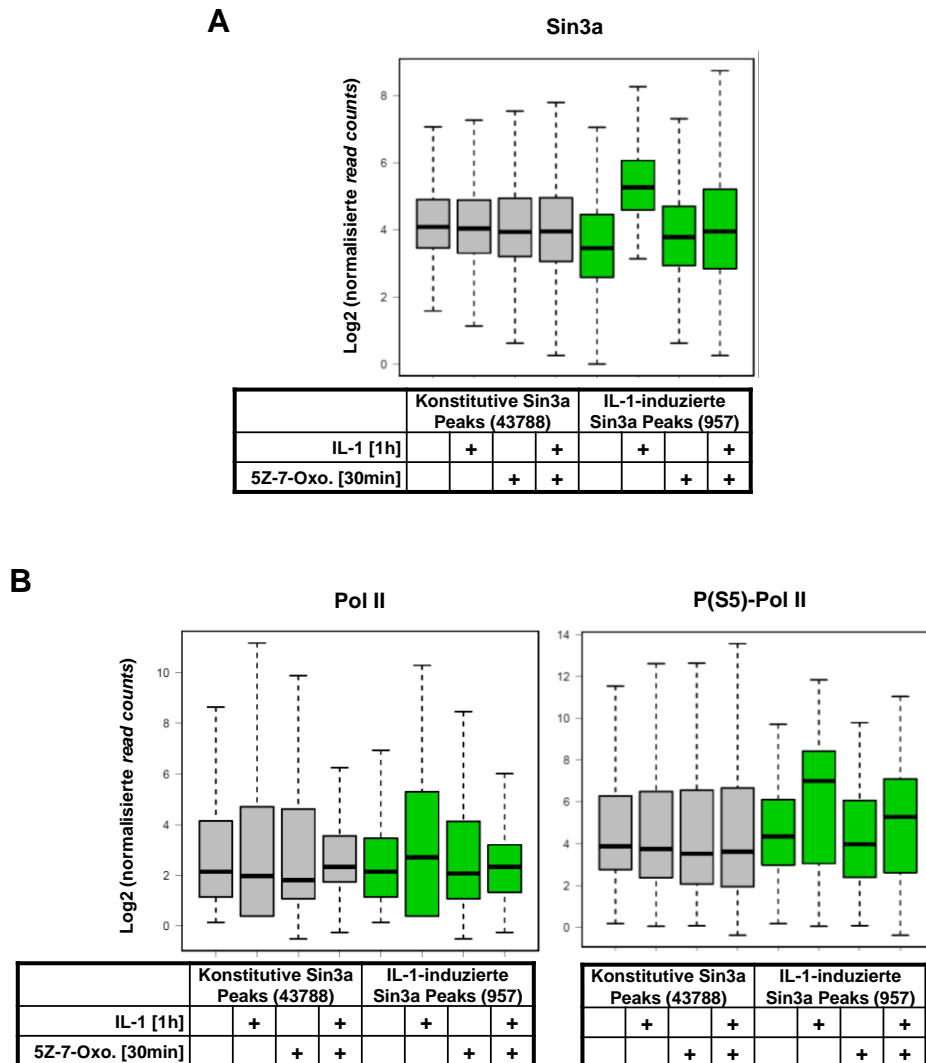 A
Sin3a
Log2 (normalisierte read counts)
8
6
4
2
0
Konstitutive Sin3a Peaks (43788)
IL-1-induzierte Sin3a Peaks (957)
IL-1 [1h] + + + +
5Z-7-Oxo. [30min] + + + +
B
Pol II
P(S5)-Pol II
Log2 (normalisierte read counts)
10
8
6
4
2
0
14
12
10
8
6
4
2
0
Konstitutive Sin3a Peaks (43788)
IL-1-induzierte Sin3a Peaks (957)
IL-1 [1h] + + + +
5Z-7-Oxo. [30min] + + + +
Konstitutive Sin3a Peaks (43788)
IL-1-induzierte Sin3a Peaks (957)
+ + + +
+ + + +